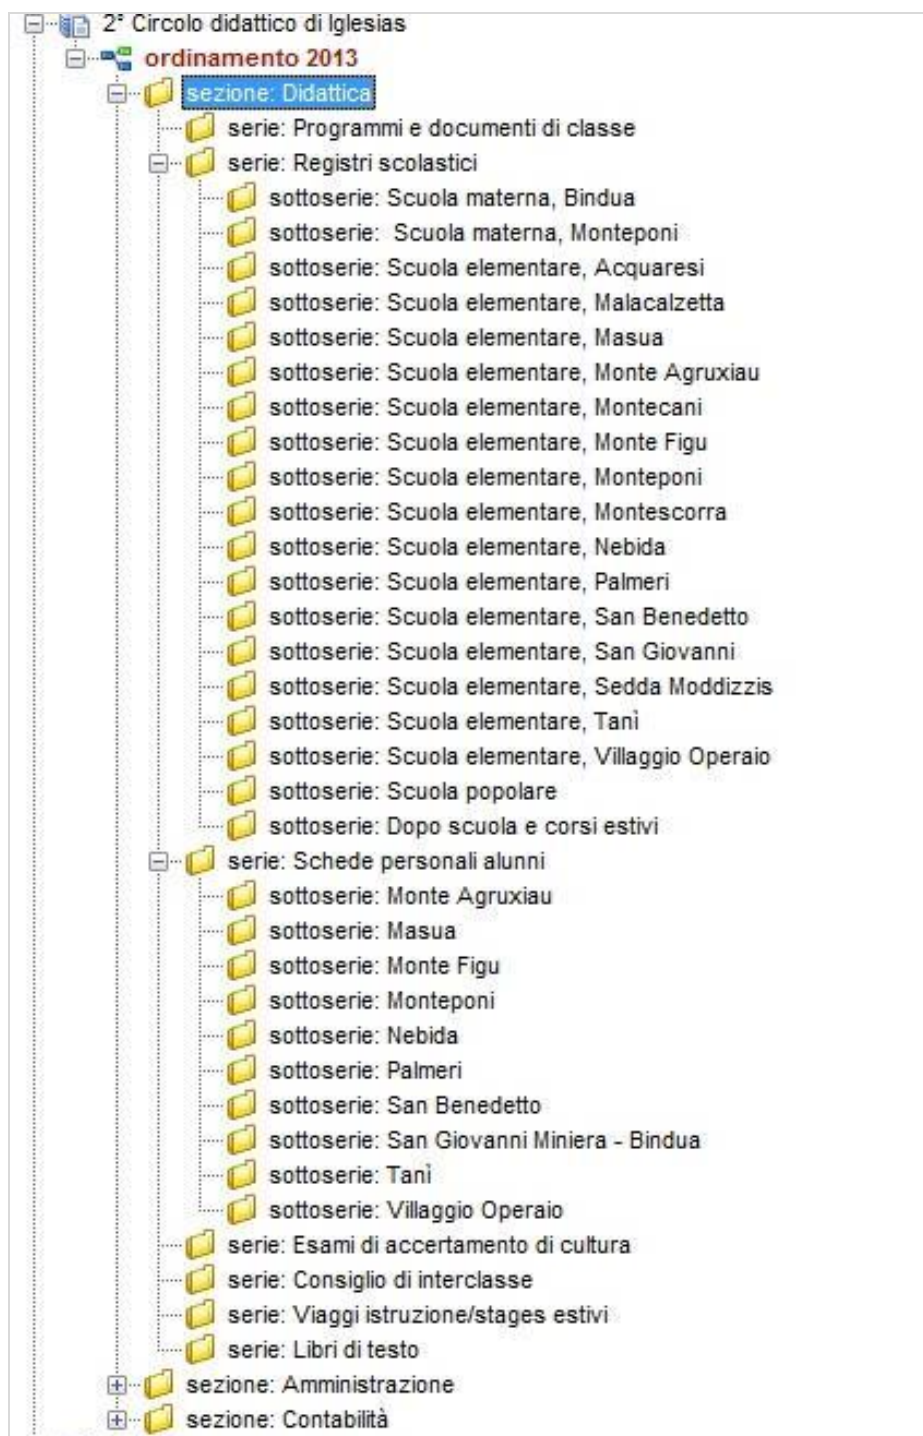 2° Circolo didattico di Iglesias
ordinamento 2013
sezione: Didattica
serie: Programmi e documenti di classe
serie: Registri scolastici
sottoserie: Scuola materna, Bindua
sottoserie: Scuola materna, Monteponi
sottoserie: Scuola elementare, Acquaresi
sottoserie: Scuola elementare, Malacalzetta
sottoserie: Scuola elementare, Masua
sottoserie: Scuola elementare, Monte Agruxiau
sottoserie: Scuola elementare, Montecani
sottoserie: Scuola elementare, Monte Figu
sottoserie: Scuola elementare, Monteponi
sottoserie: Scuola elementare, Montescorra
sottoserie: Scuola elementare, Nebida
sottoserie: Scuola elementare, Palmeri
sottoserie: Scuola elementare, San Benedetto
sottoserie: Scuola elementare, San Giovanni
sottoserie: Scuola elementare, Sedda Moddizzis
sottoserie: Scuola elementare, Tanì
sottoserie: Scuola elementare, Villaggio Operaio
sottoserie: Scuola popolare
sottoserie: Dopo scuola e corsi estivi
serie: Schede personali alunni
sottoserie: Monte Agruxiau
sottoserie: Masua
sottoserie: Monte Figu
sottoserie: Monteponi
sottoserie: Nebida
sottoserie: Palmeri
sottoserie: San Benedetto
sottoserie: San Giovanni Miniera - Bindua
sottoserie: Tanì
sottoserie: Villaggio Operaio
serie: Esami di accertamento di cultura
serie: Consiglio di interclasse
serie: Viaggi istruzione/stages estivi
serie: Libri di testo
sezione: Amministrazione
sezione: Contabilità